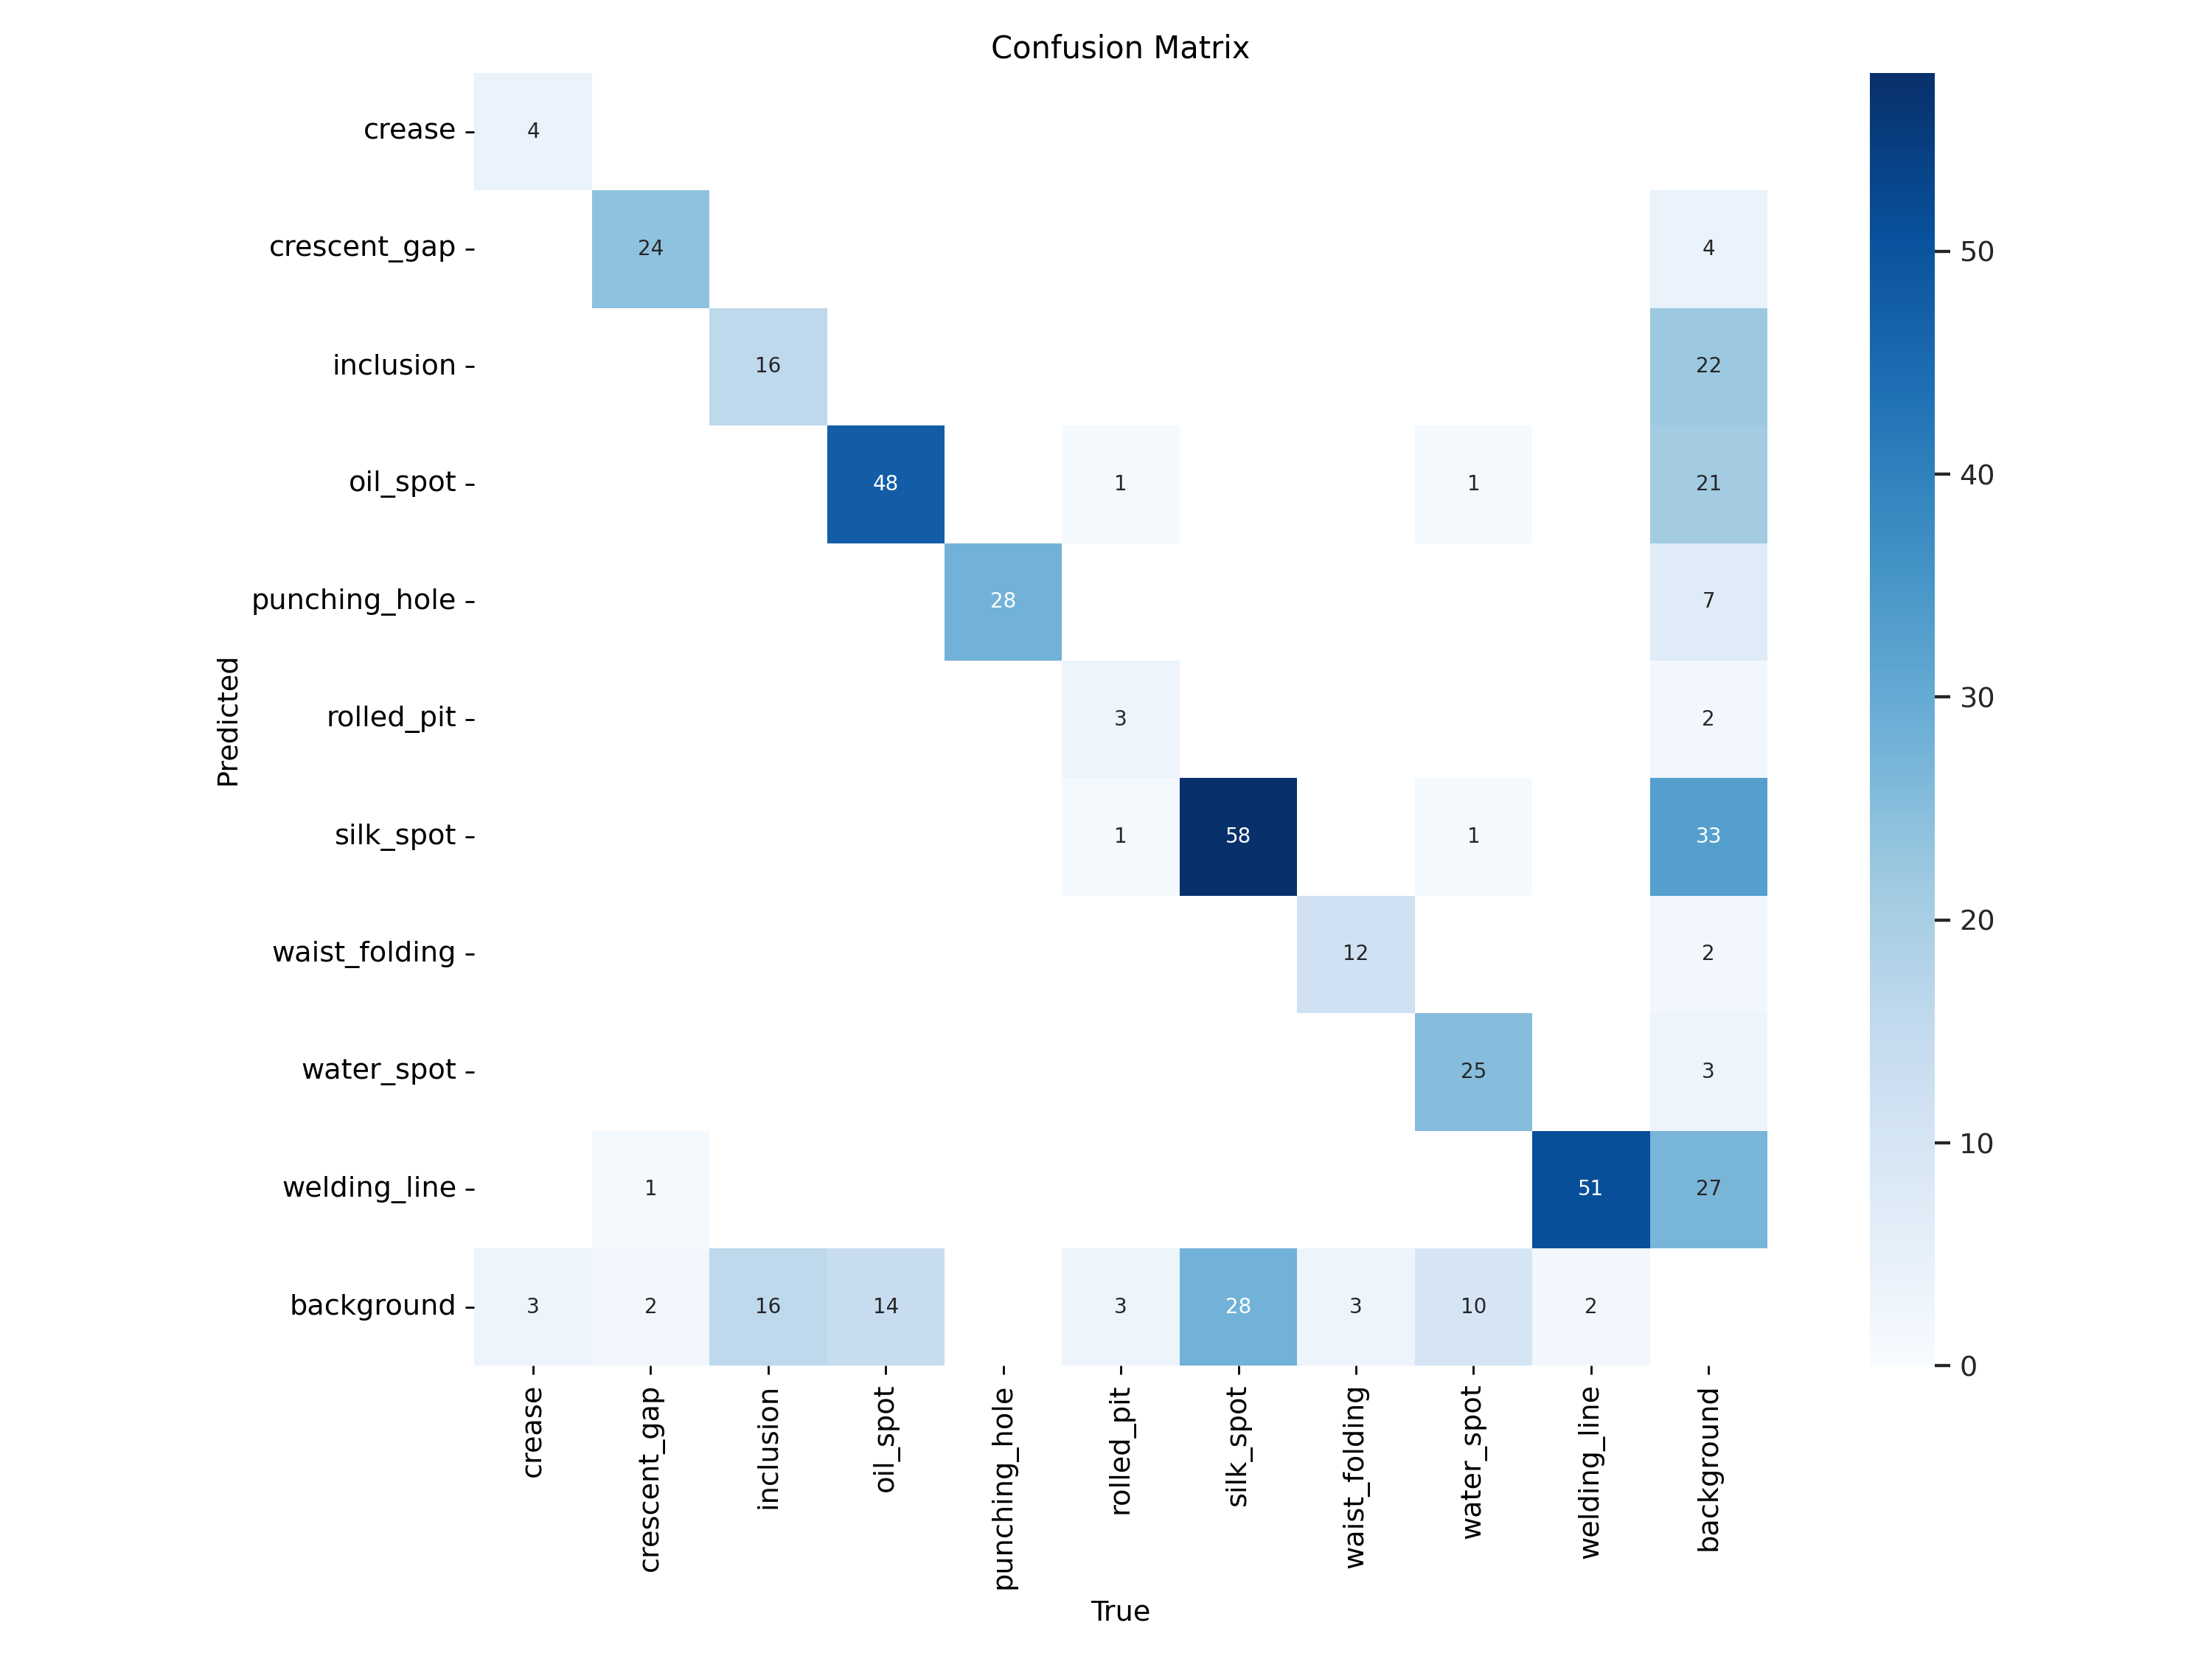 Confusion Matrix
crease 4
crescent_gap 24 4
50
inclusion 16 22
oil_spot 48 1 1 21
40
punching_hole 28 7
Predicted
rolled_pit 3 2
30
silk_spot 1 58 1 33
20
waist_folding 12 2
water_spot 25 3
10
welding_line 1 51 27
background 3 2 16 14 3 28 3 10 2
0
crease
crescent_gap
inclusion
oil_spot
punching_hole
rolled_pit
silk_spot
waist_folding
water_spot
welding_line
background
True